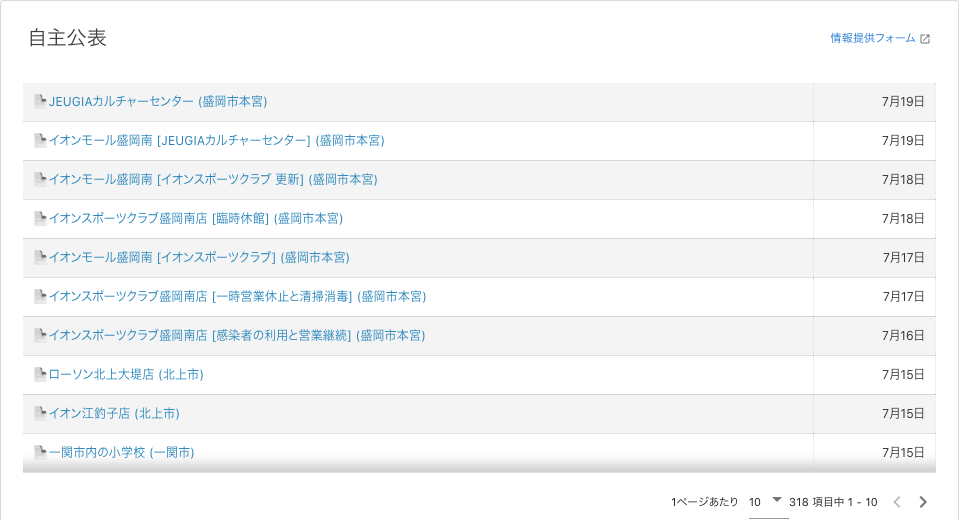 自主公表
情報提供フォーム
JEUGIAカルチャーセンター (盛岡市本宮) 7月19日
イオンモール盛岡南 [JEUGIAカルチャーセンター] (盛岡市本宮) 7月19日
イオンモール盛岡南 [イオンスポーツクラブ 更新] (盛岡市本宮) 7月18日
イオンスポーツクラブ盛岡南店 [臨時休館] (盛岡市本宮) 7月18日
イオンモール盛岡南 [イオンスポーツクラブ] (盛岡市本宮) 7月17日
イオンスポーツクラブ盛岡南店 [一時営業休止と清掃消毒] (盛岡市本宮) 7月17日
イオンスポーツクラブ盛岡南店 [感染者の利用と営業継続] (盛岡市本宮) 7月16日
ローソン北上大堤店 (北上市) 7月15日
イオン江釣子店 (北上市) 7月15日
一関市内の小学校 (一関市) 7月15日
1ページあたり 10 318 項目中 1 - 10